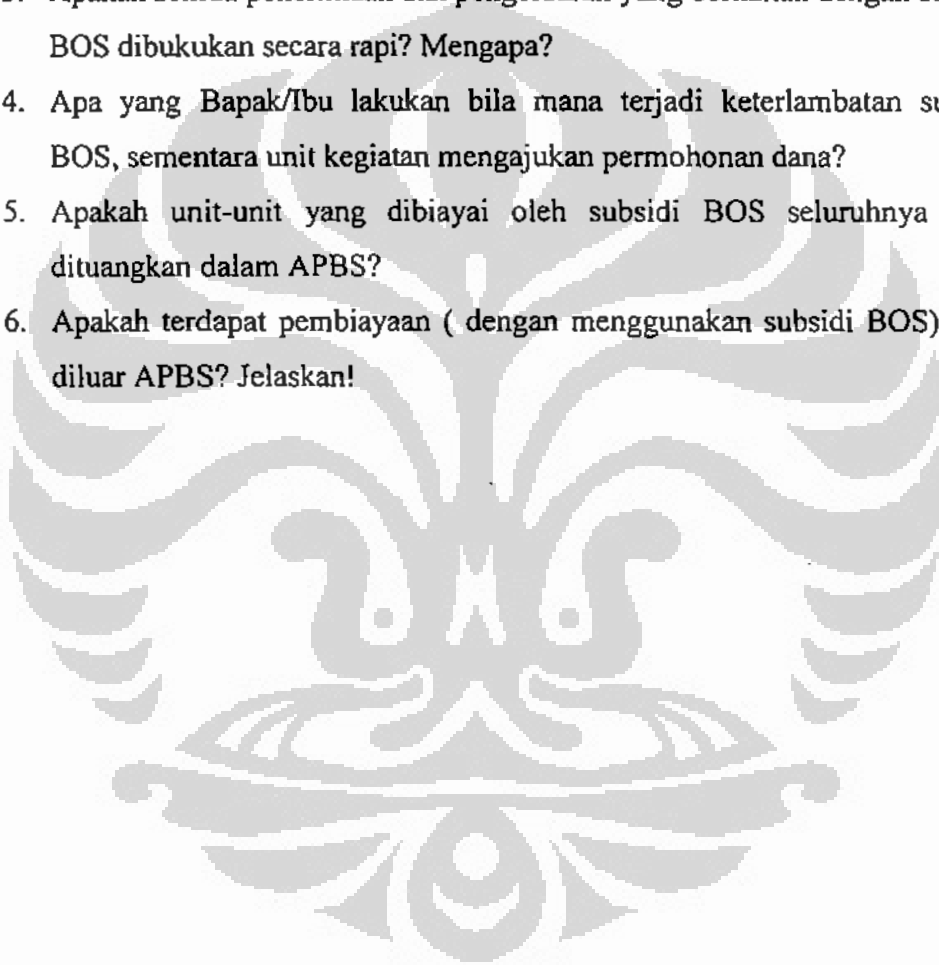 BOS dibukukan secara rapi? Mengapa?
4. Apa yang Bapak/Ibu lakukan bila mana terjadi keterlambatan su
BOS, sementara unit kegiatan mengajukan permohonan dana?
5. Apakah unit-unit yang dibiayai oleh subsidi BOS seluruhnya
dituangkan dalam APBS?
6. Apakah terdapat pembiayaan ( dengan menggunakan subsidi BOS)
diluar APBS? Jelaskan!